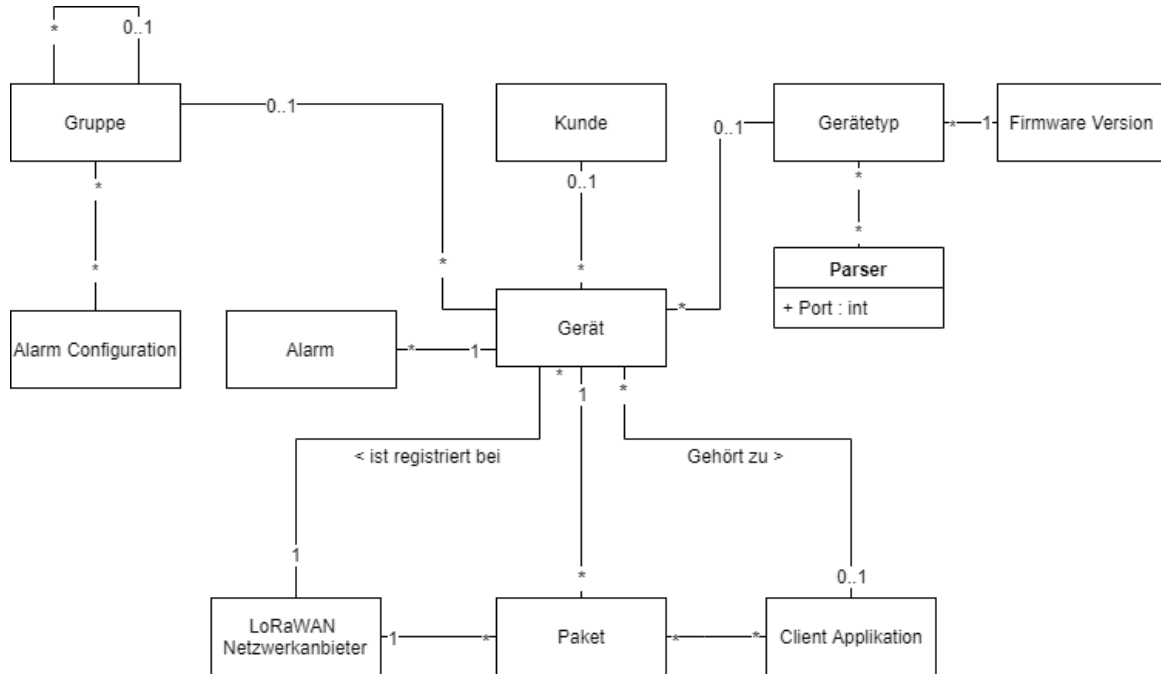 * 0..1
Gruppe
0..1
*
*
*
Alarm Configuration
Kunde
0..1
*
Gerätetyp
0..1
*
* 1
Firmware Version
*
*
Parser
+ Port : int
Alarm
* 1
Gerät
* 1 *
< ist registriert bei
Gehört zu >
1
*
0..1
LoRaWAN
Netzwerkanbieter
1 *
Paket
* *
Client Applikation